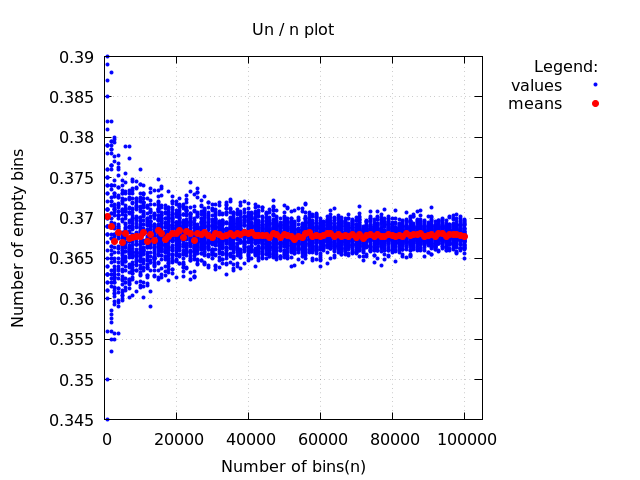 Un / n plot
Legend:
values
means
0.39
0.385
0.38
0.375
0.37
0.365
0.36
0.355
0.35
0.345
Number of empty bins
0 20000 40000 60000 80000 100000
Number of bins(n)